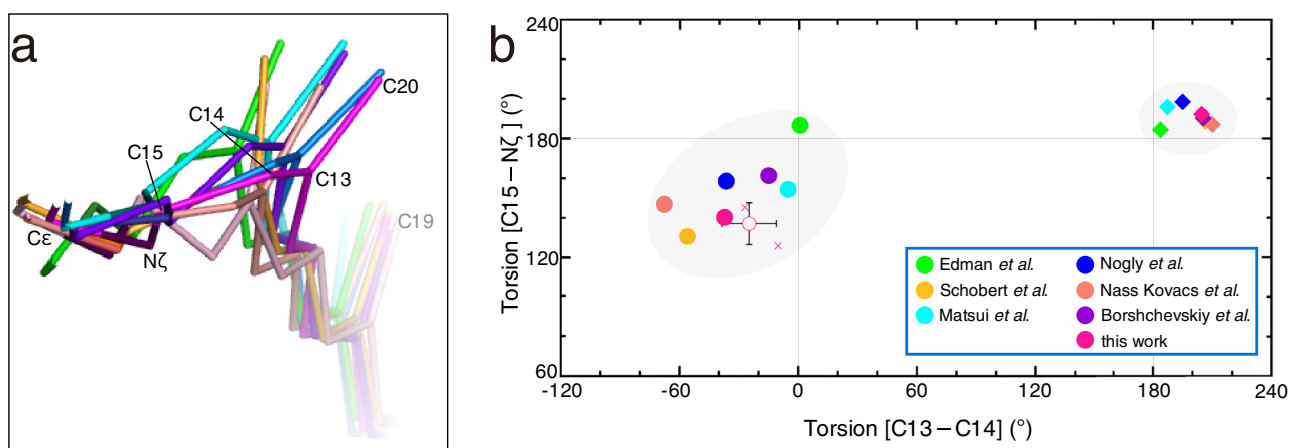 a
C20
C14
C15
C13
C19
Cε
Nζ
b
Torsion [C15–Nζ ] (°)
240
180
120
60
-120
-60
0
60
120
180
240
Torsion [C13–C14] (°)
Edman et al.
Schobert et al.
Matsui et al.
Nogly et al.
Nass Kovacs et al.
Borshchevskiy et al.
this work